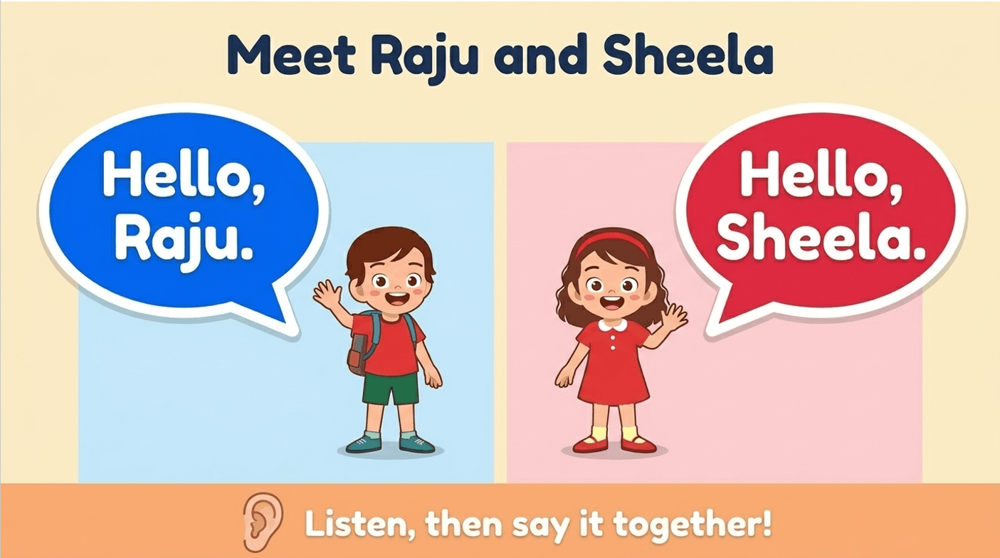 Meet Raju and Sheela
Hello,
Raju.
Hello,
Sheela.
Listen, then say it together!